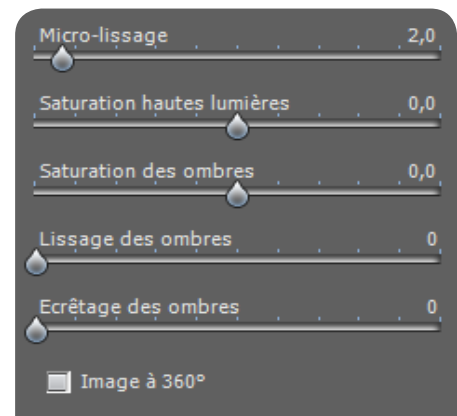 Micro-lissage 2,0
Saturation hautes lumières 0,0
Saturation des ombres 0,0
Lissage des ombres 0
Ecrêtage des ombres 0
Image à 360°